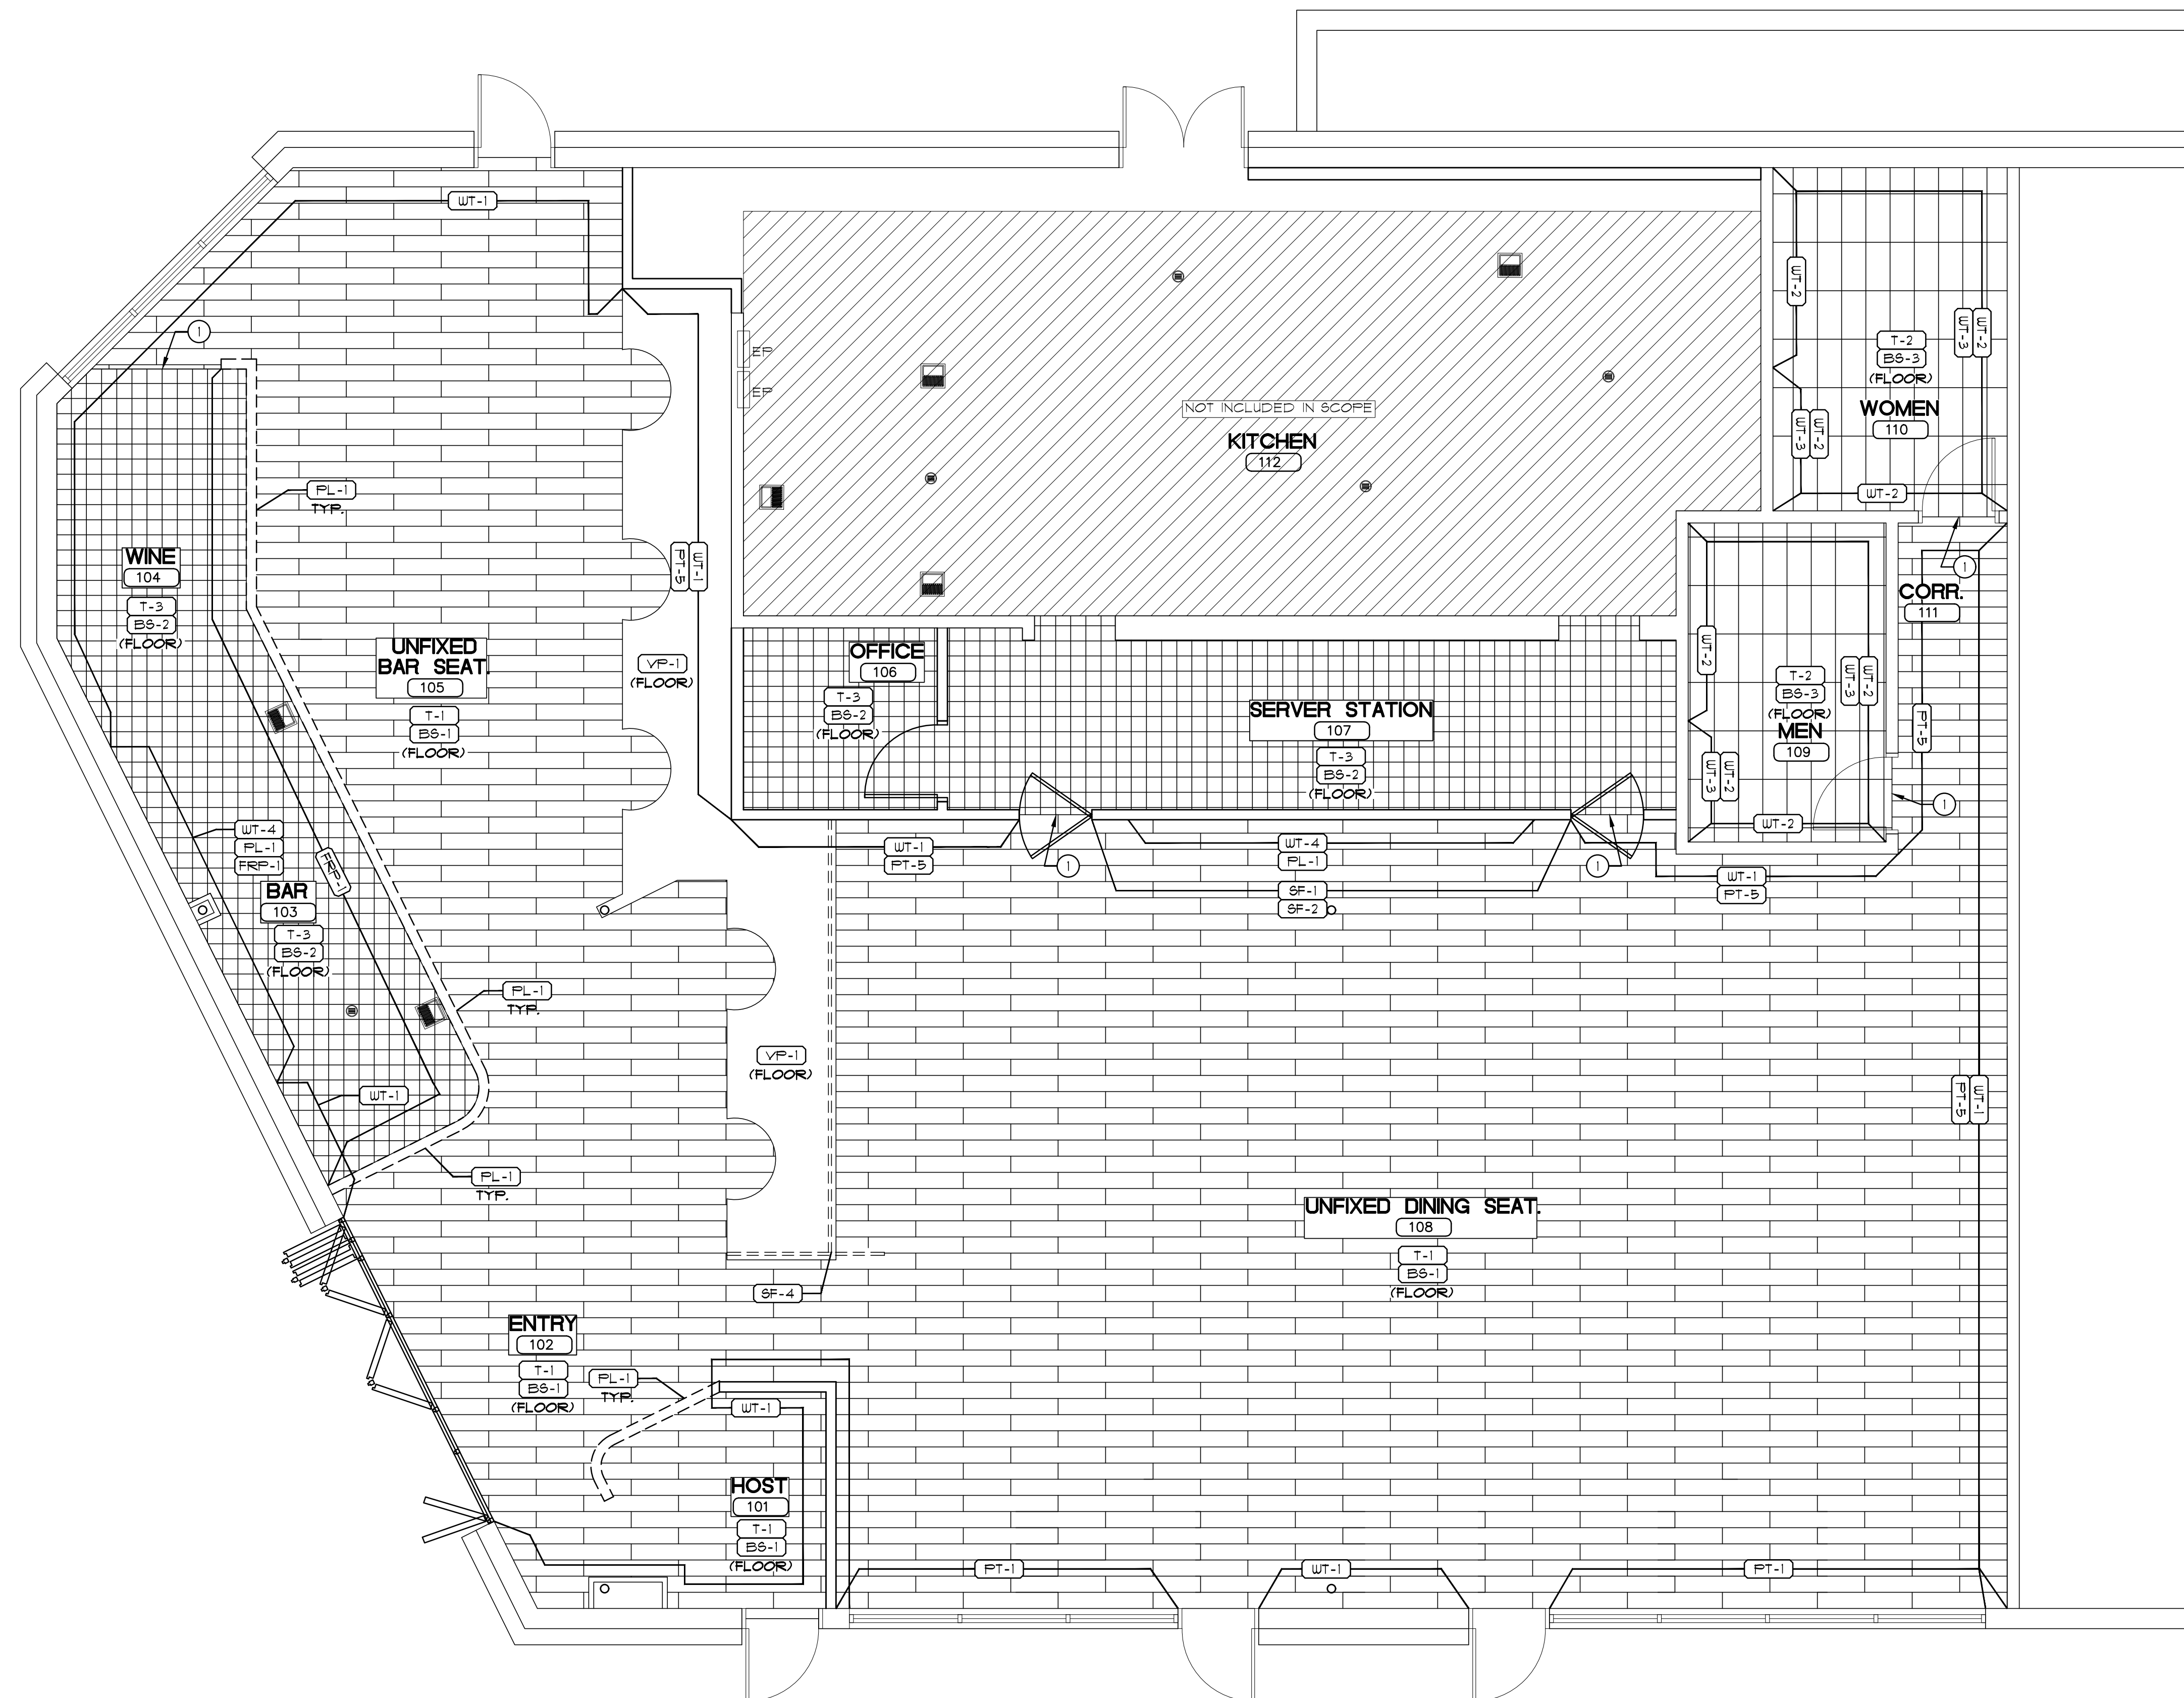 WT-1
1
EP
EP
NOT INCLUDED IN SCOPE
KITCHEN
112
WT-2
WT-3
WT-2
T-2
BS-3
(FLOOR)
WOMEN
110
WT-3
WT-2
WT-2
PL-1
TYP.
WINE
104
T-3
BS-2
(FLOOR)
UNFIXED
BAR SEAT.
105
T-1
BS-1
(FLOOR)
PT-5
WT-1
VP-1
(FLOOR)
OFFICE
106
T-3
BS-2
(FLOOR)
SERVER STATION
107
T-3
BS-2
(FLOOR)
1
CORR.
111
WT-2
T-2
BS-3
(FLOOR)
MEN
109
WT-3
WT-2
PT-5
WT-3
WT-2
WT-2
1
WT-4
PL-1
FRP-1
FRP-1
BAR
103
T-3
BS-2
(FLOOR)
WT-1
PT-5
1
WT-4
PL-1
SF-1
SF-2
1
WT-1
PT-5
PL-1
TYP.
VP-1
(FLOOR)
WT-1
PT-5
WT-1
PL-1
TYP.
UNFIXED DINING SEAT.
108
T-1
BS-1
(FLOOR)
SF-4
ENTRY
102
T-1
BS-1
(FLOOR)
PL-1
TYP.
WT-1
HOST
101
T-1
BS-1
(FLOOR)
PT-1
WT-1
PT-1